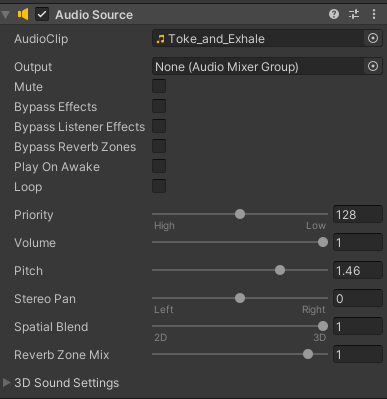 Audio Source
AudioClip Toke_and_Exhale
Output None (Audio Mixer Group)
Mute
Bypass Effects
Bypass Listener Effects
Bypass Reverb Zones
Play On Awake
Loop
Priority 128
High Low
Volume 1
Pitch 1.46
Stereo Pan 0
Left Right
Spatial Blend 1
2D 3D
Reverb Zone Mix 1
3D Sound Settings